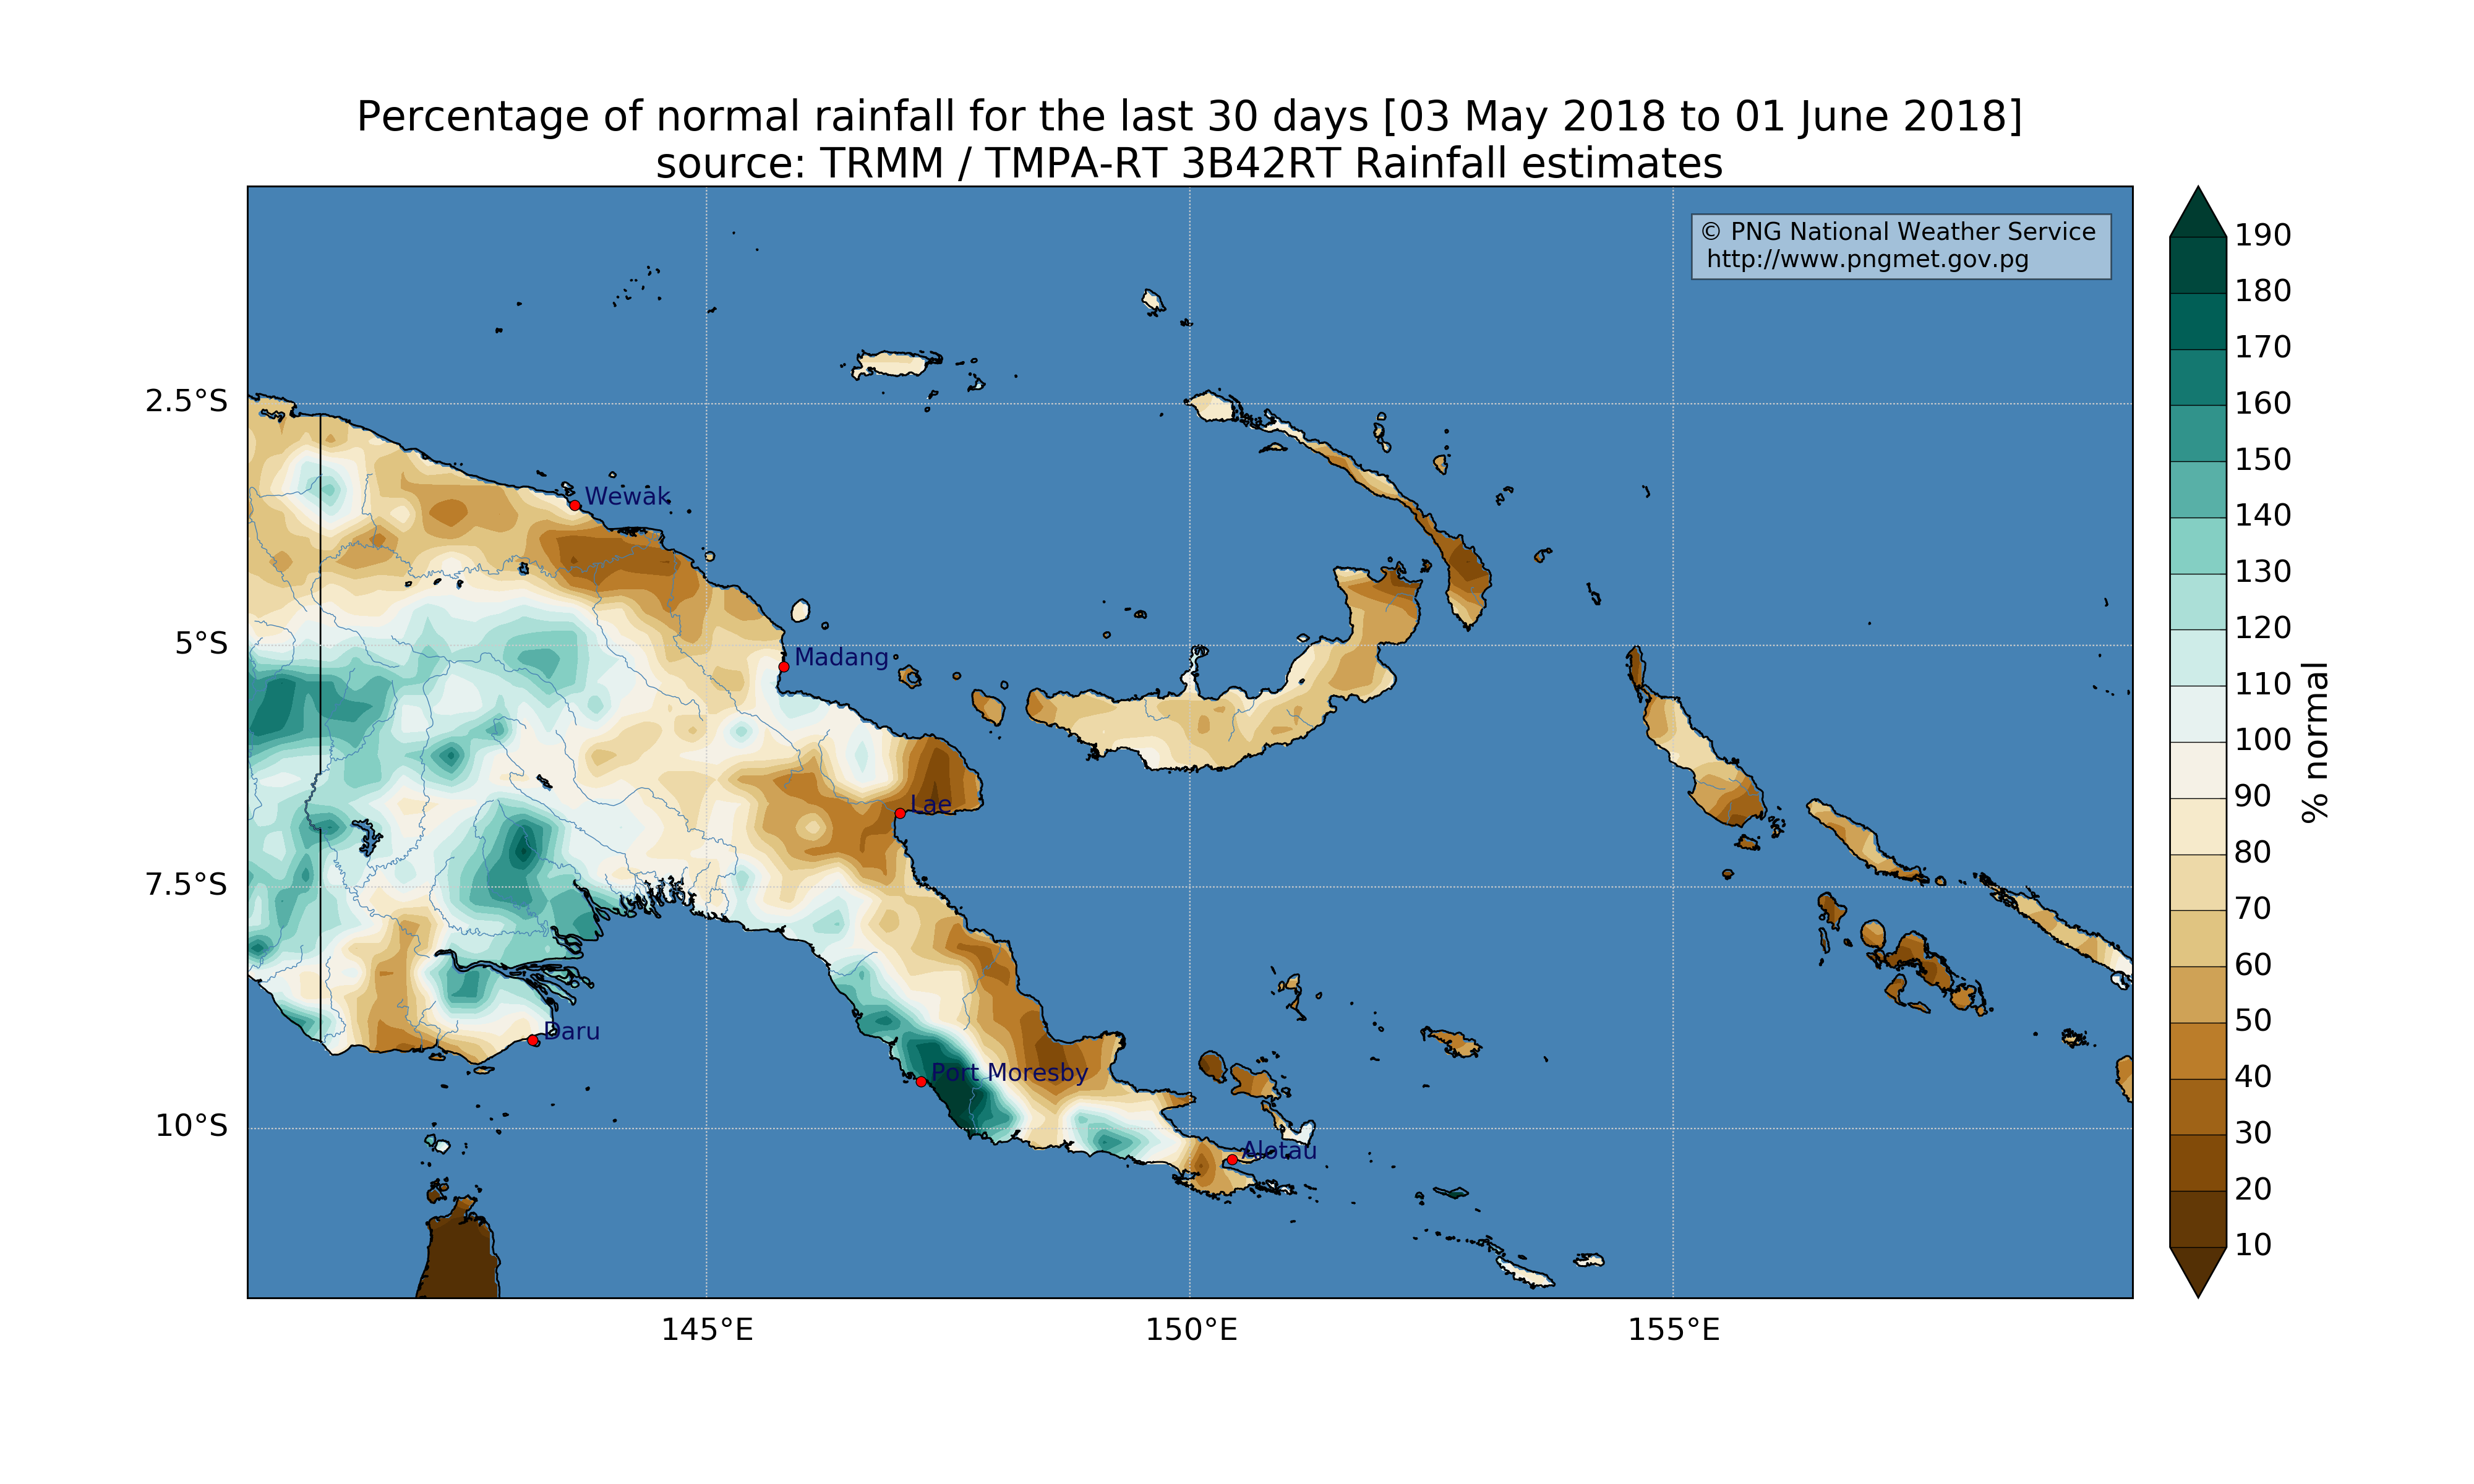 Percentage of normal rainfall for the last 30 days [03 May 2018 to 01 June 2018]
source: TRMM / TMPA-RT 3B42RT Rainfall estimates
© PNG National Weather Service
http://www.pngmet.gov.pg
2.5°S
5°S
7.5°S
10°S
145°E
150°E
155°E
Wewak
Madang
Lae
Daru
Port Moresby
Alotau
190
180
170
160
150
140
130
120
110
100
90
80
70
60
50
40
30
20
10
% normal